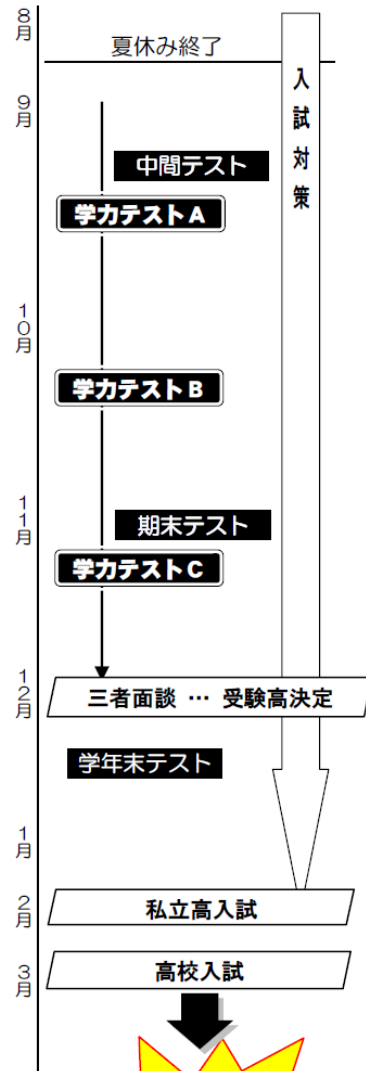 8月
夏休み終了
9月
入試対策
中間テスト
学力テストA
10月
学力テストB
11月
期末テスト
学力テストC
12月
三者面談 … 受験高決定
学年末テスト
1月
2月
私立高入試
3月
高校入試